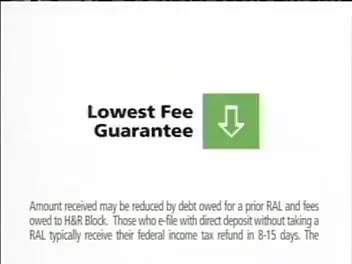 Lowest Fee
Guarantee
Amount received may be reduced by debt owed for a prior RAL and fees
owed to H&R Block. Those who e-file with direct deposit without taking a
RAL typically receive their federal income tax refund in 8-15 days. The